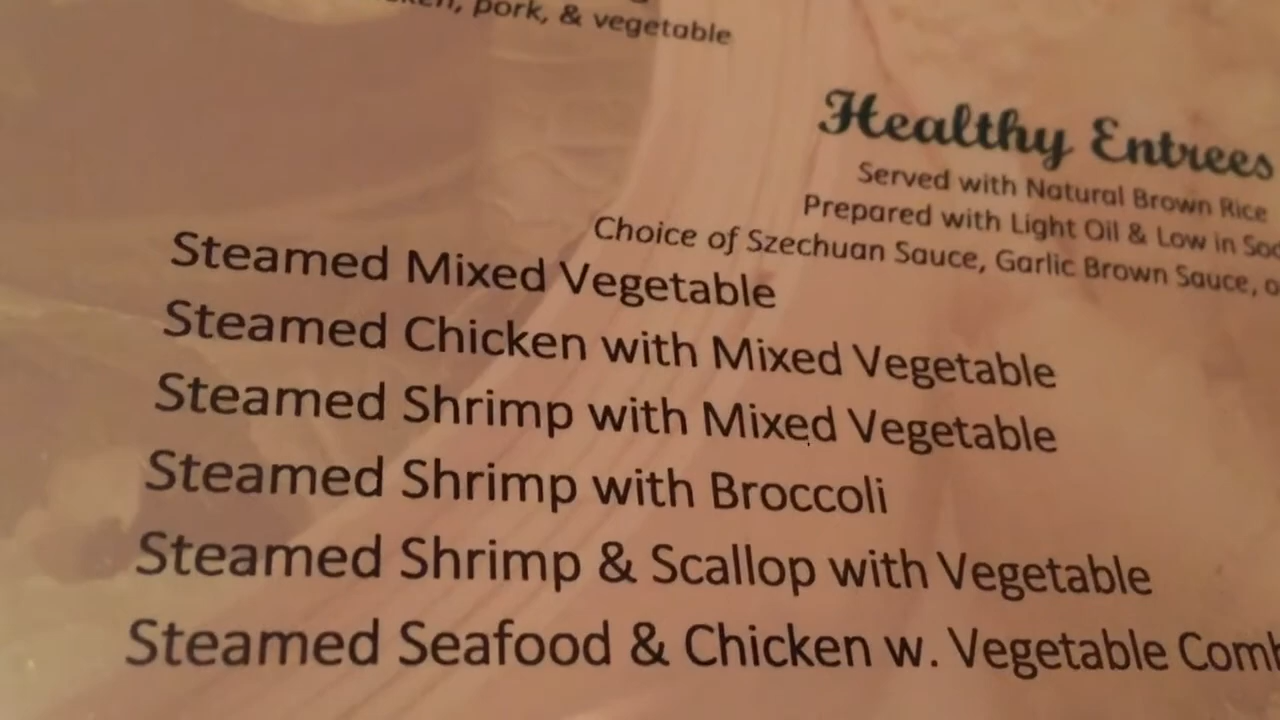 pork, & vegetable
Healthy Entrees
Served with Natural Brown Rice
Prepared with Light Oil & Low in
Choice of Szechuan Sauce, Garlic Brown Sauce,
Steamed Mixed Vegetable
Steamed Chicken with Mixed Vegetable
Steamed Shrimp with Mixed Vegetable
Steamed Shrimp with Broccoli
Steamed Shrimp & Scallop with Vegetable
Steamed Seafood & Chicken w. Vegetable